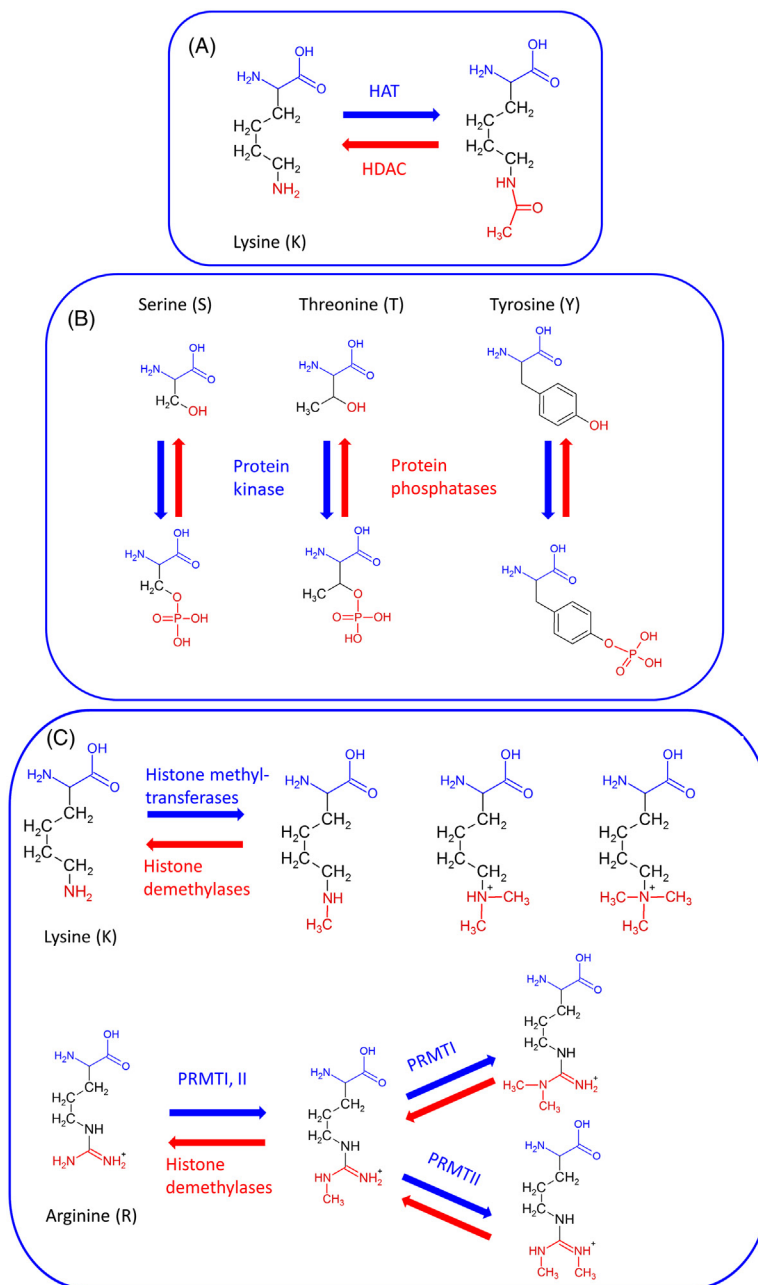 (A)
OH
H₂N
O
CH₂
H₂C
H₂C
CH₂
NH₂
Lysine (K)
HAT
HDAC
OH
H₂N
O
CH₂
H₂C
H₂C
CH₂
HN
O
H₃C
(B)
Serine (S)
Threonine (T)
Tyrosine (Y)
OH
H₂N
O
H₂C
OH
OH
H₂N
O
H₃C
OH
OH
H₂N
O
OH
Protein
kinase
Protein
phosphatases
OH
H₂N
O
H₂C
O
O=P
OH
OH
OH
H₂N
O
H₃C
O
O=P
OH
HO
OH
H₂N
O
O
P
OH
OH
O
(C)
OH
H₂N
O
CH₂
H₂C
H₂C
CH₂
NH₂
Lysine (K)
Histone methyl-
transferases
Histone
demethylases
OH
H₂N
O
CH₂
H₂C
H₂C
CH₂
NH
H₃C
OH
H₂N
O
CH₂
H₂C
H₂C
CH₂
+
HN CH₃
H₃C
OH
H₂N
O
CH₂
H₂C
H₂C
CH₂
+
H₃C N CH₃
H₃C
OH
H₂N
O
CH₂
H₂C
H₂C
NH
+
H₂N NH₂
Arginine (R)
PRMTI, II
Histone
demethylases
OH
H₂N
O
CH₂
H₂C
H₂C
NH
+
HN NH₂
CH₃
PRMTI
OH
H₂N
O
CH₂
H₂C
H₂C
NH
+
H₃C N NH₂
CH₃
PRMTII
OH
H₂N
O
CH₂
H₂C
H₂C
NH
+
HN NH
CH₃ CH₃